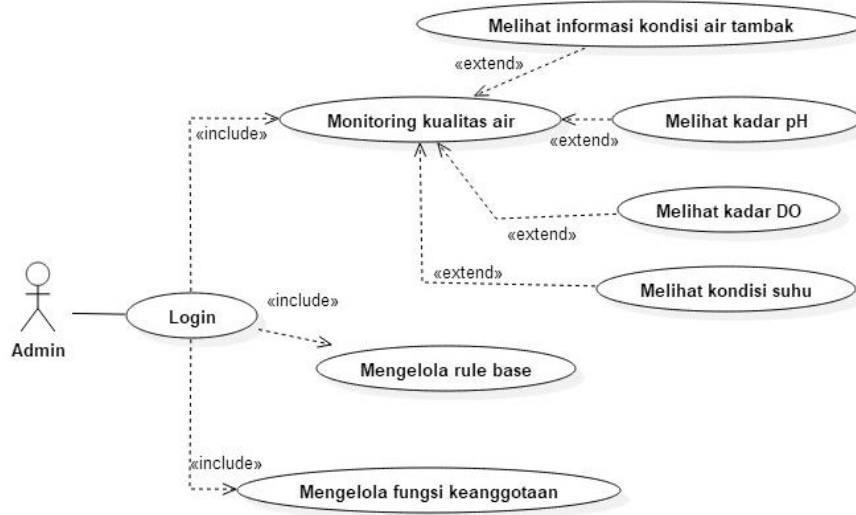 Melihat informasi kondisi air tambak
«extend»
Monitoring kualitas air
«include»
Melihat kadar pH
«extend»
Melihat kadar DO
«extend»
«extend»
Melihat kondisi suhu
«include»
Login
Admin
Mengelola rule base
«include»
Mengelola fungsi keanggotaan